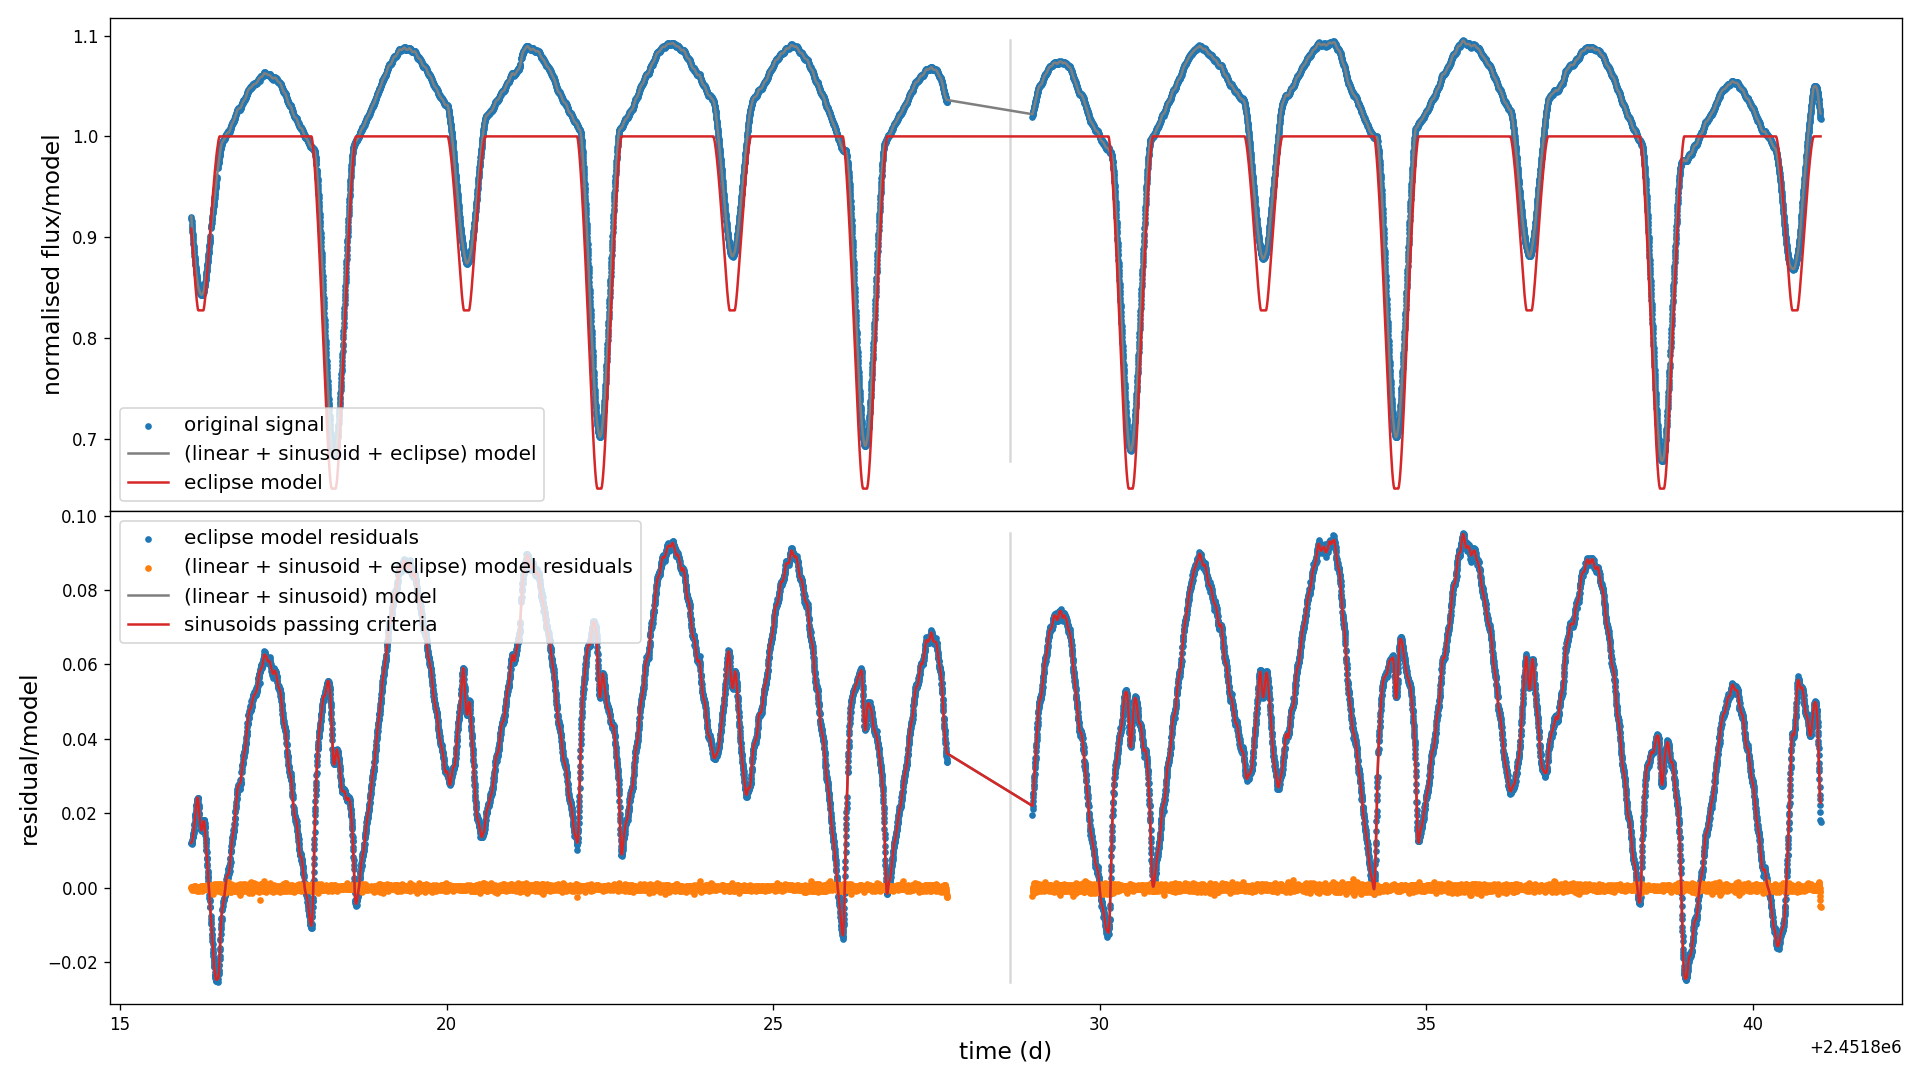 1.1
1.0
0.9
0.8
0.7
normalised flux/model
original signal
(linear + sinusoid + eclipse) model
eclipse model
0.10
0.08
0.06
0.04
0.02
0.00
−0.02
residual/model
eclipse model residuals
(linear + sinusoid + eclipse) model residuals
(linear + sinusoid) model
sinusoids passing criteria
15
20
25
30
35
40
time (d)
+2.4518e6